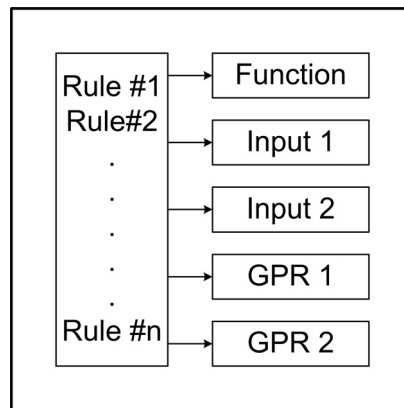 Rule #1
Rule#2
.
.
.
.
.
Rule #n
Function
Input 1
Input 2
GPR 1
GPR 2